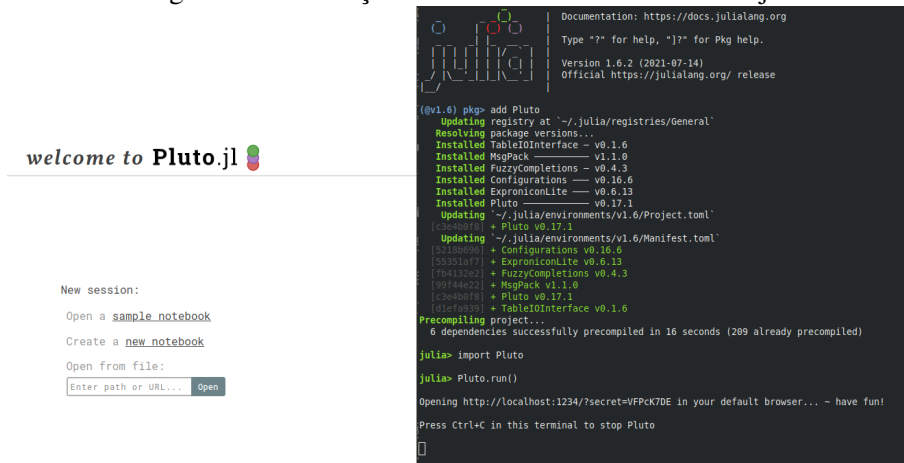 welcome to Pluto.jl
New session:
Open a sample notebook
Create a new notebook
Open from file:
Enter path or URL... Open
Documentation: https://docs.julialang.org
Type "?" for help, "]?" for Pkg help.
Version 1.6.2 (2021-07-14)
Official https://julialang.org/ release
(@v1.6) pkg> add Pluto
Updating registry at `~/.julia/registries/General`
Resolving package versions...
Installed TableIOInterface ─ v0.1.6
Installed MsgPack ────────── v1.1.0
Installed FuzzyCompletions ─ v0.4.3
Installed Configurations ─── v0.16.6
Installed ExproniconLite ─── v0.6.13
Installed Pluto ──────────── v0.17.1
Updating `~/.julia/environments/v1.6/Project.toml`
[c3e4b0f8] + Pluto v0.17.1
Updating `~/.julia/environments/v1.6/Manifest.toml`
[5218b696] + Configurations v0.16.6
[55351af7] + ExproniconLite v0.6.13
[fb4132e2] + FuzzyCompletions v0.4.3
[99f44e22] + MsgPack v1.1.0
[c3e4b0f8] + Pluto v0.17.1
[d1efa939] + TableIOInterface v0.1.6
Precompiling project...
6 dependencies successfully precompiled in 16 seconds (209 already precompiled)
julia> import Pluto
julia> Pluto.run()
Opening http://localhost:1234/?secret=VFPcK7DE in your default browser... ~ have fun!
Press Ctrl+C in this terminal to stop Pluto